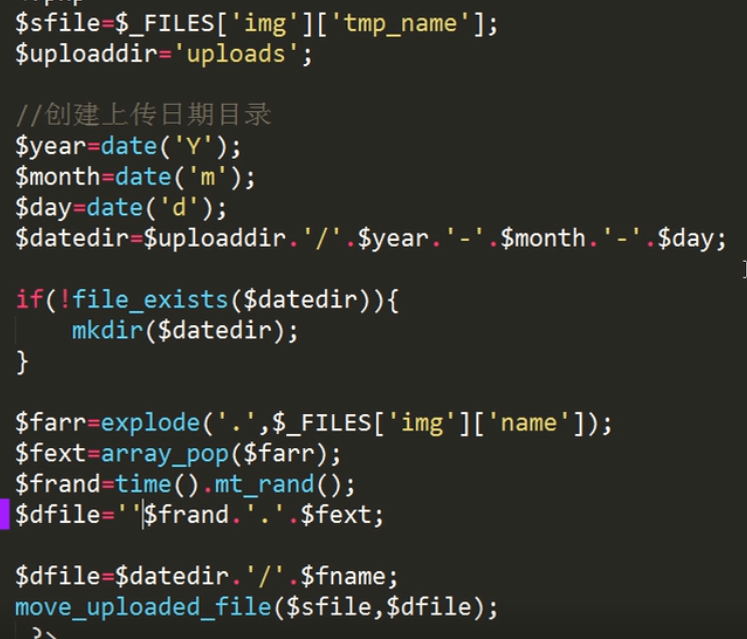 $sfile=$_FILES['img']['tmp_name'];
$uploaddir='uploads';
//创建上传日期目录
$year=date('Y');
$month=date('m');
$day=date('d');
$datedir=$uploaddir.'/'.$year.'-'.$month.'-'.$day;
if(!file_exists($datedir)){
    mkdir($datedir);
}
$farr=explode('.',$_FILES['img']['name']);
$fext=array_pop($farr);
$frand=time().mt_rand();
$dfile=''$frand.'.'.$fext;
$dfile=$datedir.'/'.$fname;
move_uploaded_file($sfile,$dfile);